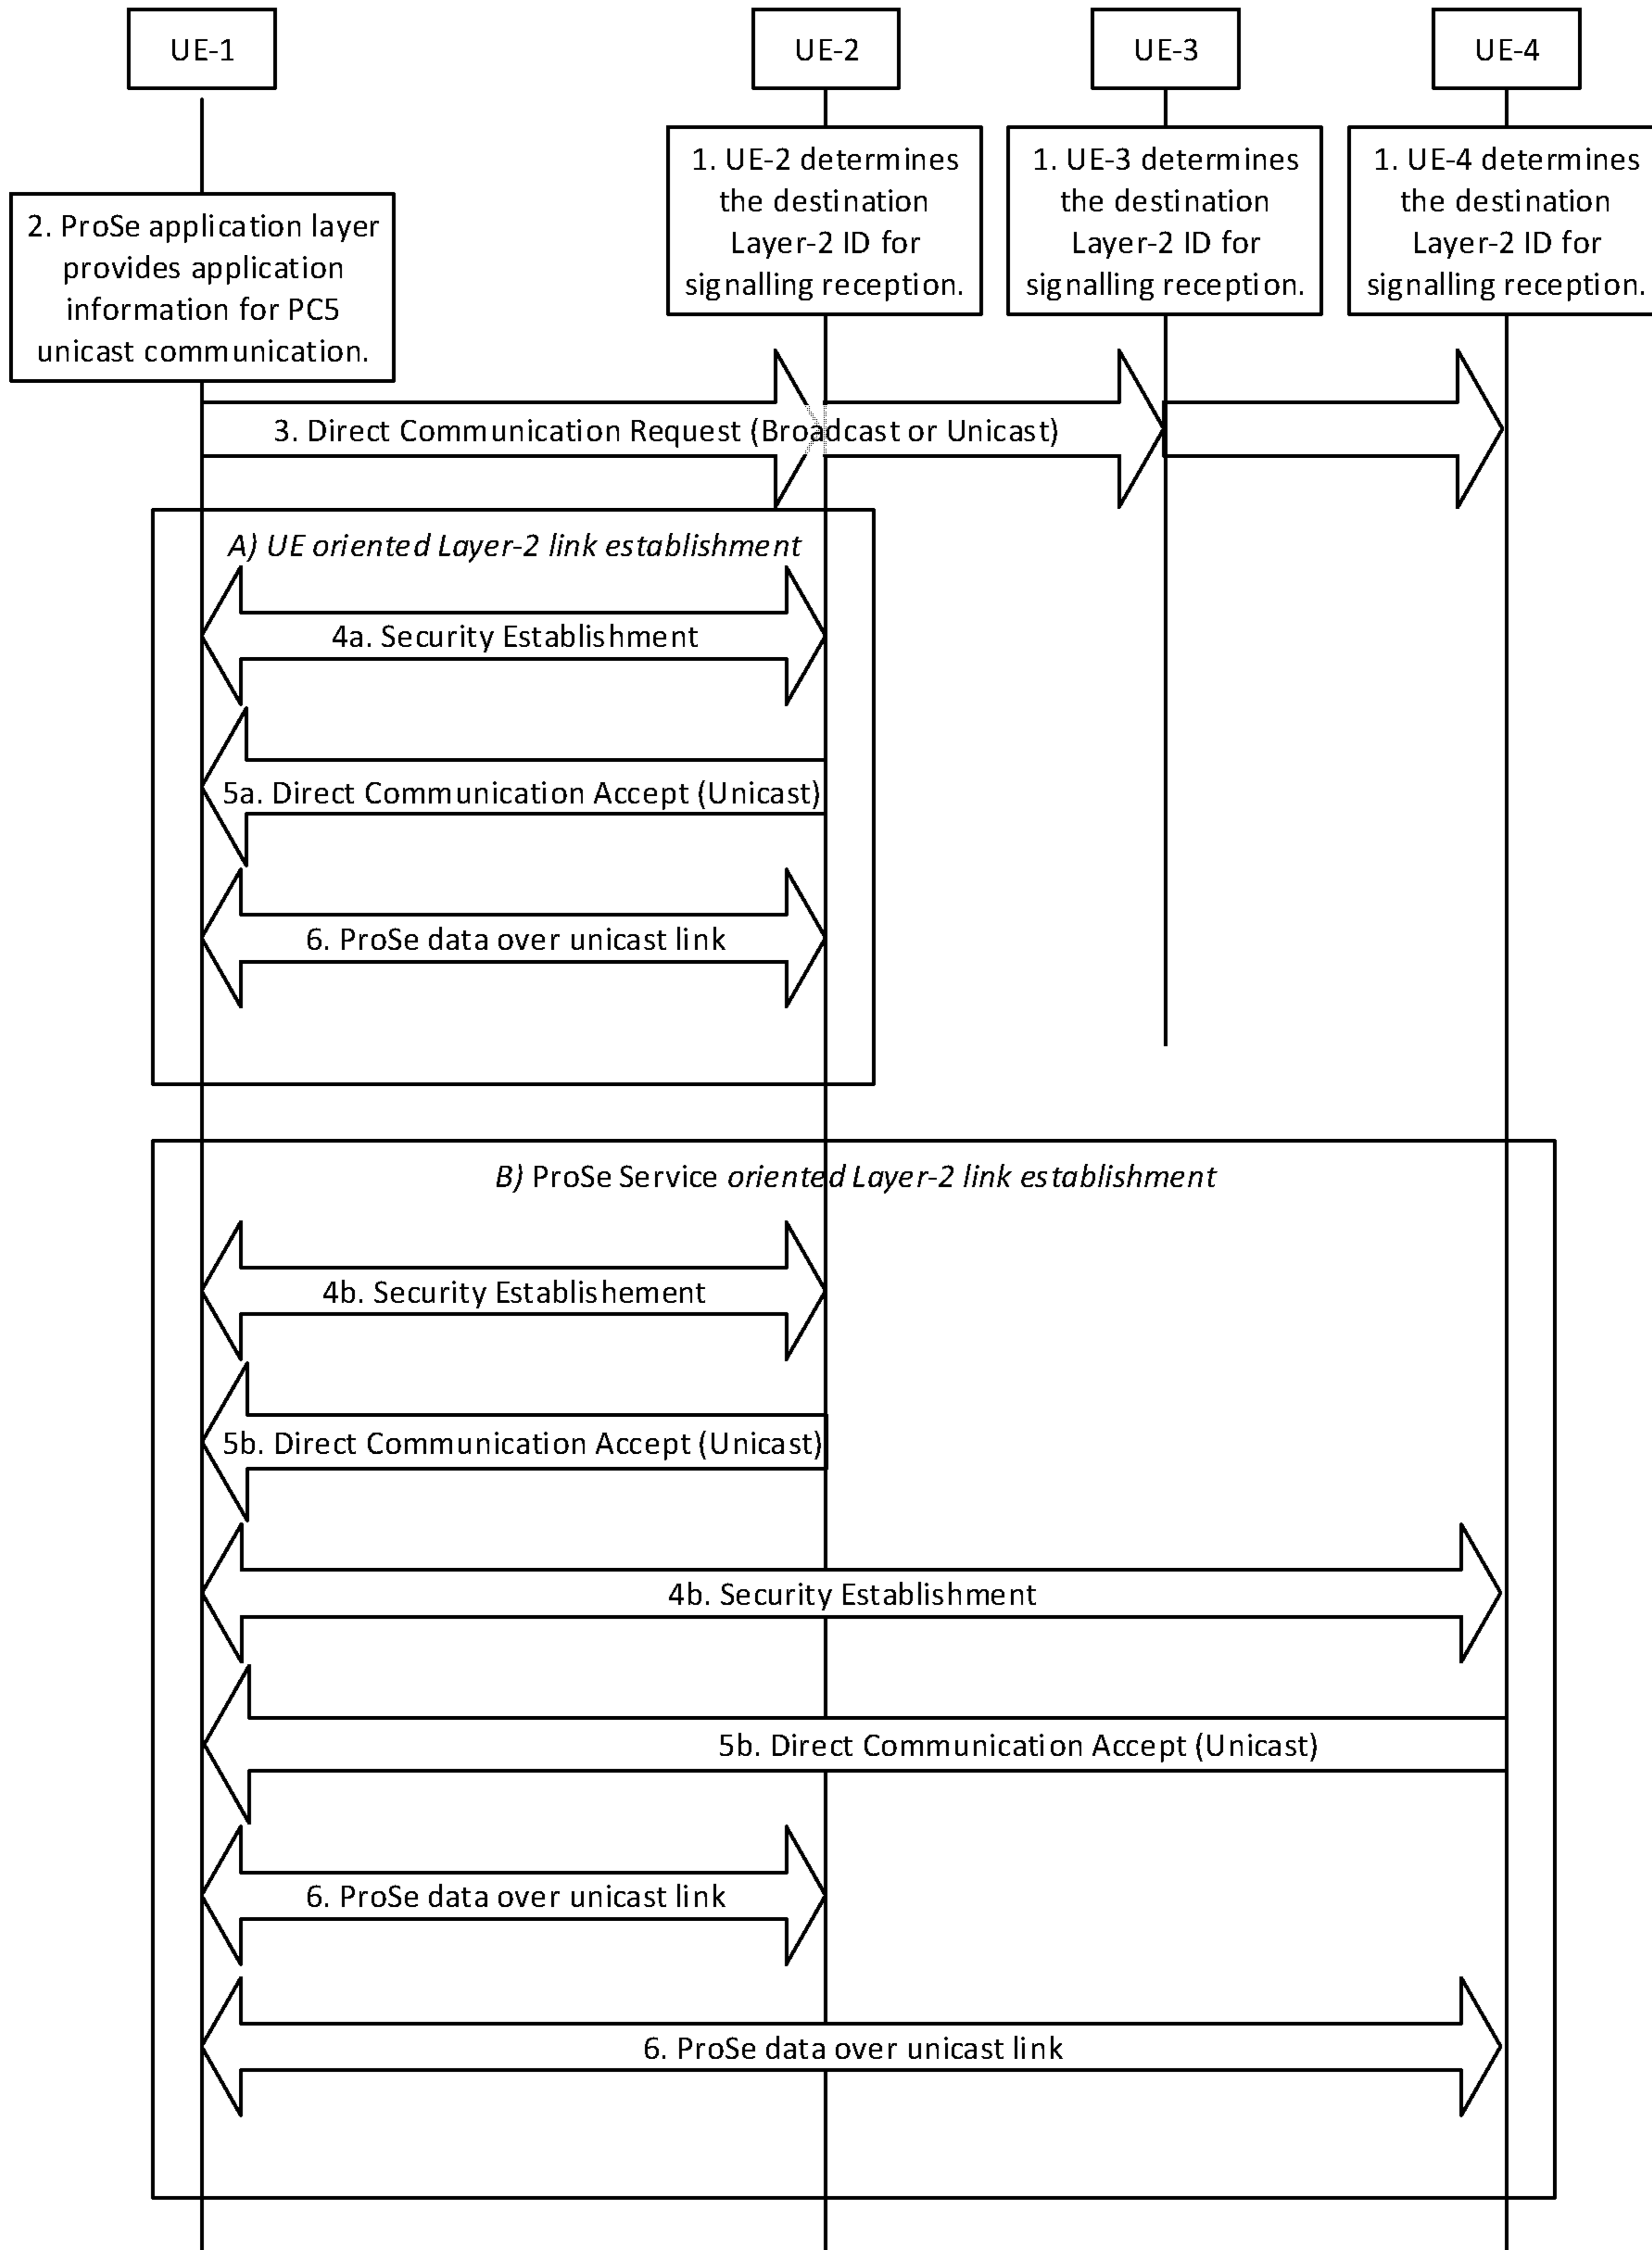 UE-1
UE-2
UE-3
UE-4
1. UE-2 determines
the destination
Layer-2 ID for
signalling reception.
1. UE-3 determines
the destination
Layer-2 ID for
signalling reception.
1. UE-4 determines
the destination
Layer-2 ID for
signalling reception.
2. ProSe application layer
provides application
information for PC5
unicast communication.
3. Direct Communication Request (Broadcast or Unicast)
A) UE oriented Layer-2 link establishment
4a. Security Establishment
5a. Direct Communication Accept (Unicast)
6. ProSe data over unicast link
B) ProSe Service oriented Layer-2 link establishment
4b. Security Establishement
5b. Direct Communication Accept (Unicast)
4b. Security Establishment
5b. Direct Communication Accept (Unicast)
6. ProSe data over unicast link
6. ProSe data over unicast link